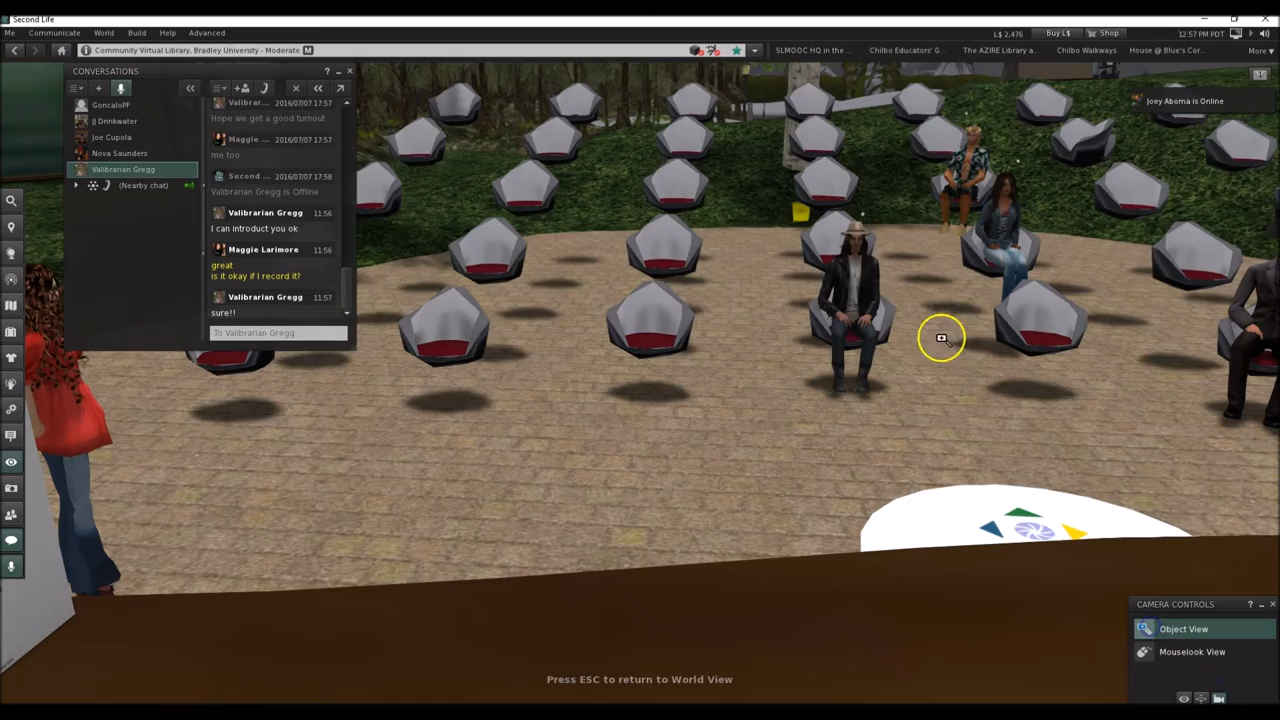 Second Life
Me Communicate World Build Help Advanced
L$ 2,476 Buy L$ Shop 12:57 PM PDT
Community Virtual Library, Bradley University - Moderate M
SLMOOC HQ in the ... Chilbo Educators' G... The AZIRE Library a... Chilbo Walkways House @ Blue's Cor... More
CONVERSATIONS
GoncaloPF
JJ Drinkwater
Joe Cupola
Nova Saunders
Valibrarian Gregg
(Nearby chat)
Valibrar... 2016/07/07 17:57
Hope we get a good turnout
Maggie ... 2016/07/07 17:57
me too
Second ... 2016/07/07 17:58
Valibrarian Gregg is Offline
Valibrarian Gregg 11:56
I can introduct you ok
Maggie Larimore 11:56
great
is it okay if I record it?
Valibrarian Gregg 11:57
sure!!
To Valibrarian Gregg
1
Joey Aboma is Online
CAMERA CONTROLS
Object View
Mouselook View
Press ESC to return to World View